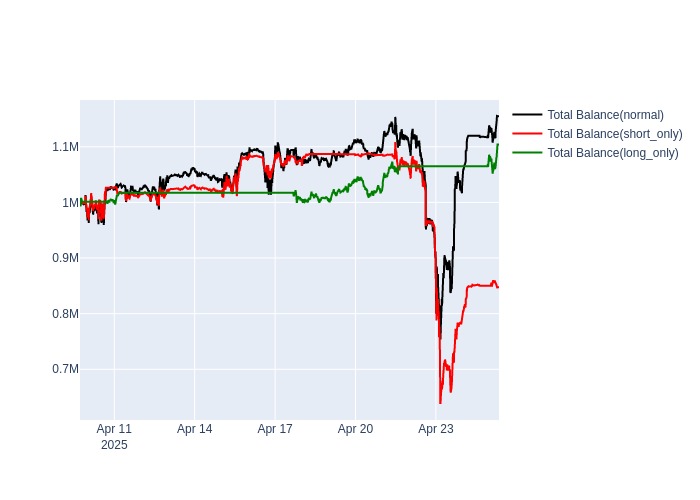 Total Balance(normal)
Total Balance(short_only)
Total Balance(long_only)
1.1M
1M
0.9M
0.8M
0.7M
Apr 11
2025
Apr 14
Apr 17
Apr 20
Apr 23